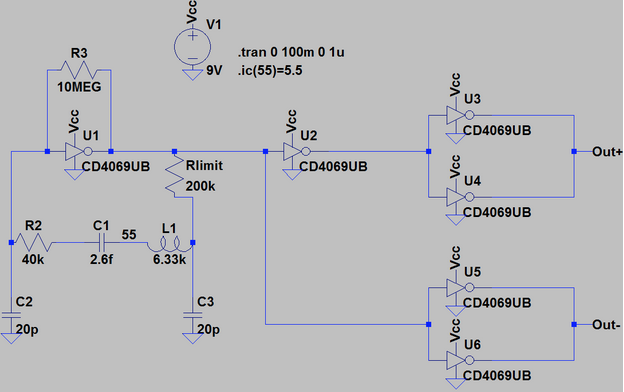 Vcc
V1
9V
.tran 0 100m 0 1u
.ic(55)=5.5
R3
10MEG
Vcc
U1
CD4069UB
Rlimit
200k
Vcc
U2
CD4069UB
Vcc
U3
CD4069UB
Vcc
U4
CD4069UB
Out+
R2
40k
C1
2.6f
55
L1
6.33k
C2
20p
C3
20p
Vcc
U5
CD4069UB
Vcc
U6
CD4069UB
Out-